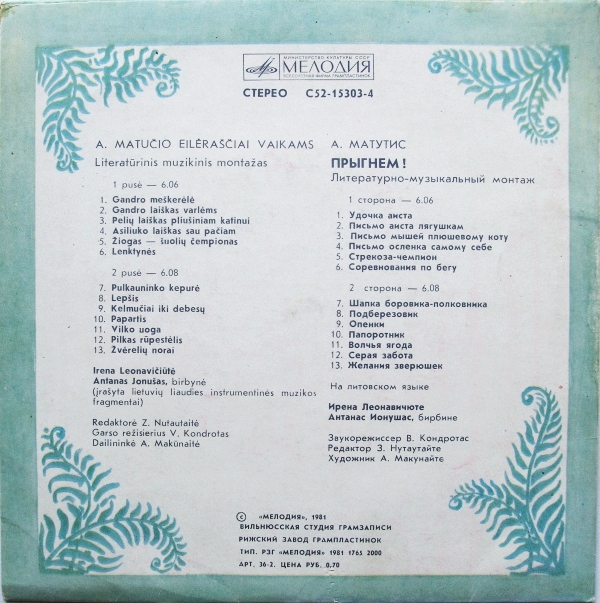 МИНИСТЕРСТВО КУЛЬТУРЫ СССР
МЕЛОДИЯ
ВСЕСОЮЗНАЯ ФИРМА ГРАМПЛАСТИНОК
СТЕРЕО С52-15303-4
A. MATUČIO EILĖRAŠČIAI VAIKAMS
Literatūrinis muzikinis montažas
1 pusė — 6.06
1. Gandro meškerėlė
2. Gandro laiškas varlėms
3. Pelių laiškas pliušiniam katinui
4. Asiliuko laiškas sau pačiam
5. Žiogas — šuolių čempionas
6. Lenktynės
2 pusė — 6.08
7. Pulkauninko kepurė
8. Lepšis
9. Kelmučiai iki debesų
10. Papartis
11. Vilko uoga
12. Pilkas rūpestėlis
13. Žvėrelių norai
Irena Leonavičiūtė
Antanas Jonušas, birbynė
(įrašyta lietuvių liaudies instrumentinės muzikos
fragmentai)
Redaktorė Z. Nutautaitė
Garso režisierius V. Kondrotas
Dailininkė A. Makūnaitė
А. МАТУТИС
ПРЫГНЕМ!
Литературно-музыкальный монтаж
1 сторона — 6.06
1. Удочка аиста
2. Письмо аиста лягушкам
3. Письмо мышей плюшевому коту
4. Письмо осленка самому себе
5. Стрекоза-чемпион
6. Соревнования по бегу
2 сторона — 6.08
7. Шапка боровика-полковника
8. Подберезовик
9. Опенки
10. Папоротник
11. Волчья ягода
12. Серая забота
13. Желания зверюшек
На литовском языке
Ирена Леонавичюте
Антанас Ионушас, бирбине
Звукорежиссер В. Кондротас
Редактор З. Нутаутайте
Художник А. Макунайте
© «МЕЛОДИЯ», 1981
ВИЛЬНЮССКАЯ СТУДИЯ ГРАМЗАПИСИ
РИЖСКИЙ ЗАВОД ГРАМПЛАСТИНОК
ТИП. РЗГ «МЕЛОДИЯ» 1981 1765 2000
АРТ. 36-2. ЦЕНА РУБ. 0,70